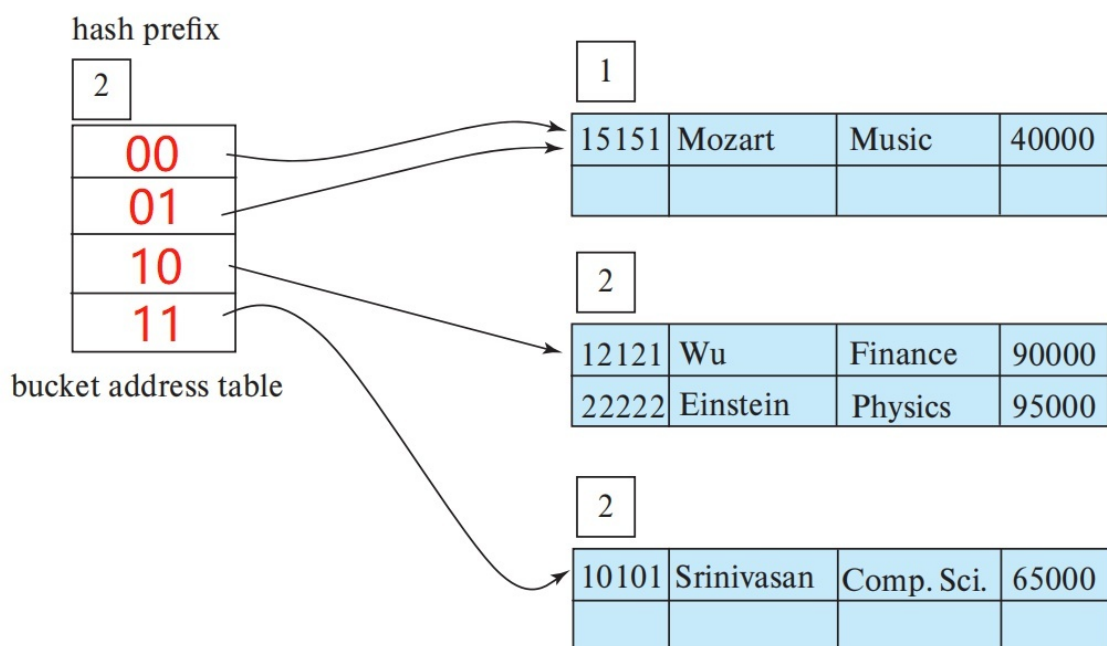 hash prefix
2
00
01
10
11
bucket address table
1
15151 Mozart Music 40000
2
12121 Wu Finance 90000
22222 Einstein Physics 95000
2
10101 Srinivasan Comp. Sci. 65000